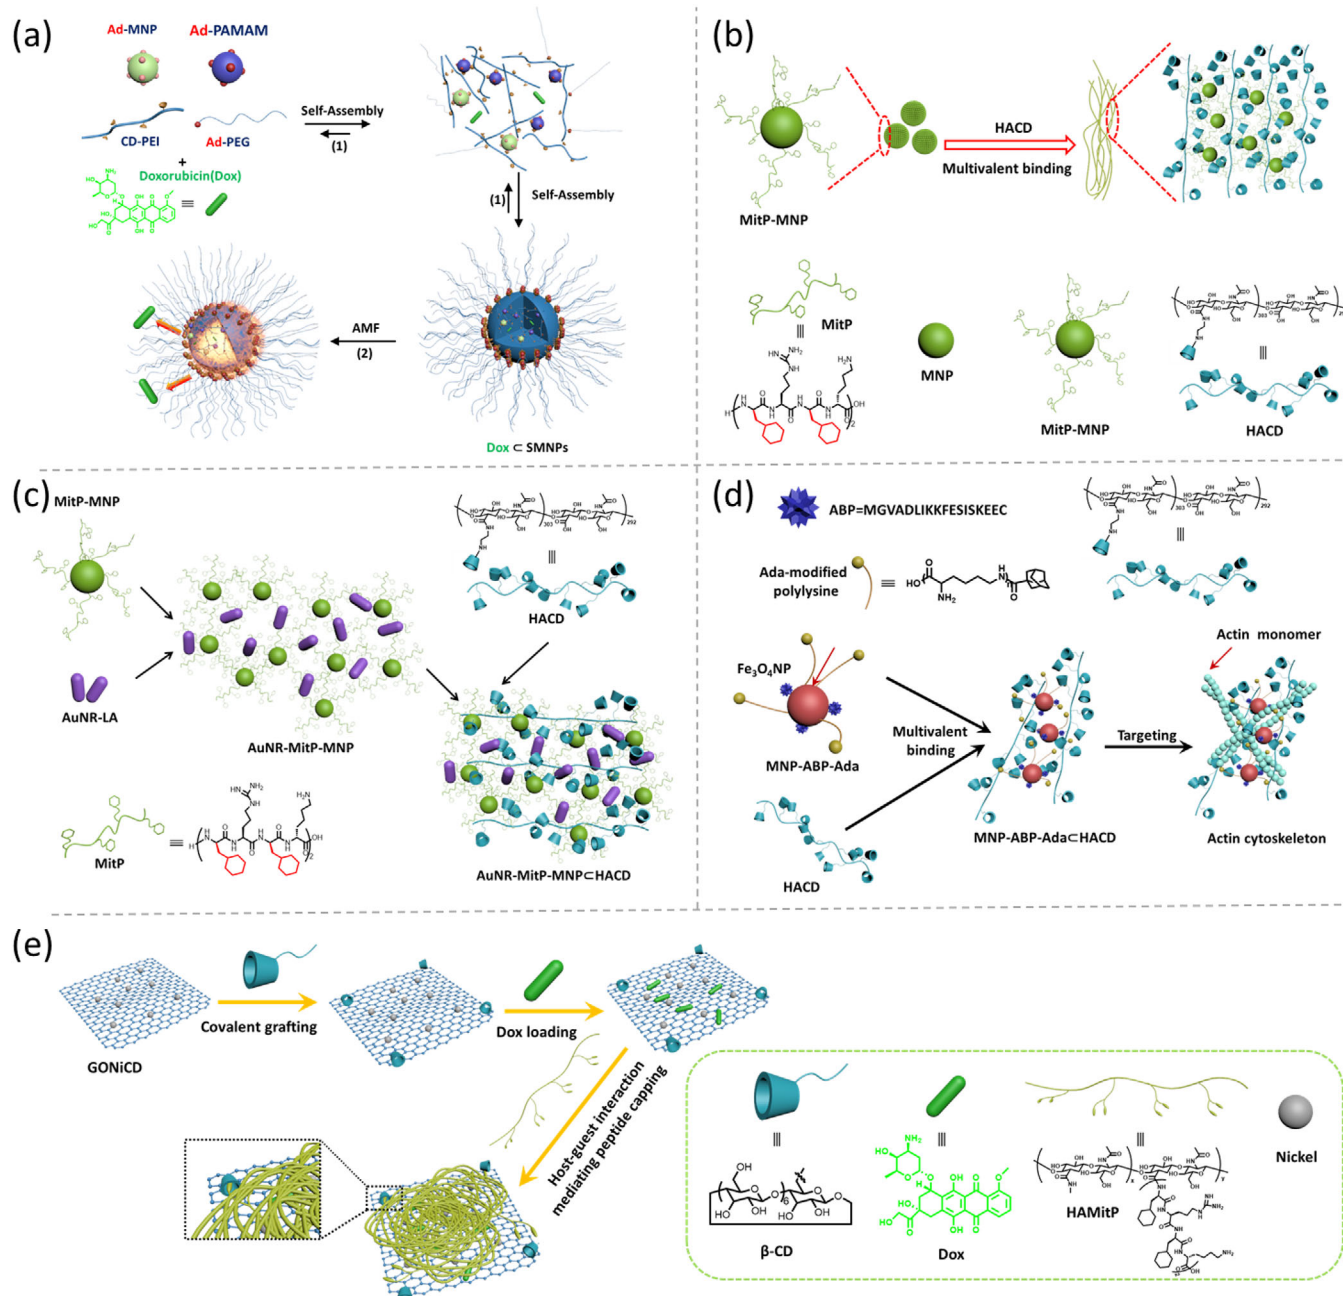 (a)
Ad-MNP
Ad-PAMAM
CD-PEI
Ad-PEG
+
Doxorubicin(Dox)
Self-Assembly
(1)
(1)
Self-Assembly
AMF
(2)
Dox ⊂ SMNPs
(b)
MitP-MNP
HACD
Multivalent binding
MitP
MNP
MitP-MNP
HACD
(c)
MitP-MNP
AuNR-LA
AuNR-MitP-MNP
HACD
MitP
AuNR-MitP-MNP⊂HACD
(d)
ABP=MGVADLIKKFESISKEEC
Ada-modified
polylysine
Fe3O4NP
MNP-ABP-Ada
HACD
Multivalent
binding
MNP-ABP-Ada⊂HACD
Targeting
Actin monomer
Actin cytoskeleton
(e)
GONiCD
Covalent grafting
Dox loading
Host-guest interaction
mediating peptide capping
β-CD
Dox
HAMitP
Nickel